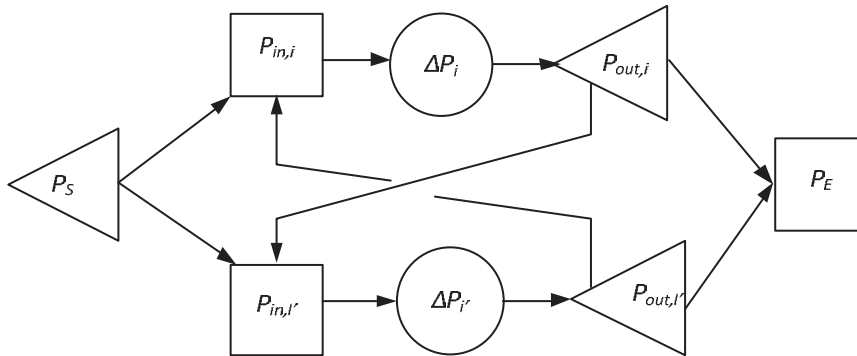 P_in,i
ΔP_i
P_out,i
P_S
P_E
P_in,I'
ΔP_i'
P_out,I'